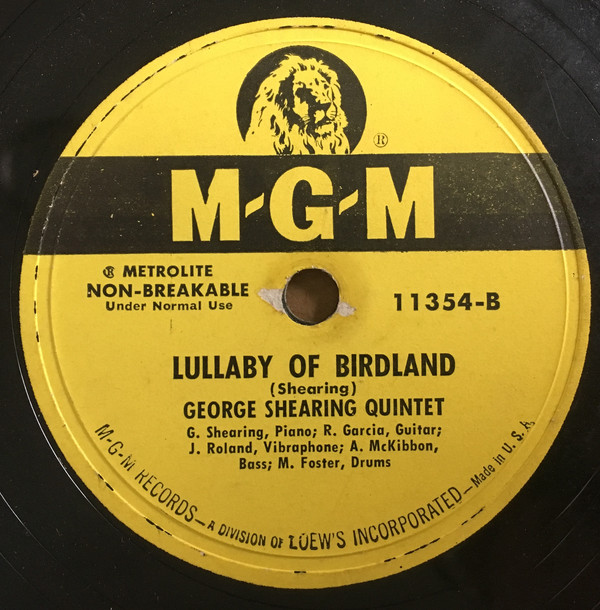 ®
M-G-M
® METROLITE
NON-BREAKABLE
Under Normal Use
11354-B
LULLABY OF BIRDLAND
(Shearing)
GEORGE SHEARING QUINTET
G. Shearing, Piano; R. Garcia, Guitar;
J. Roland, Vibraphone; A. McKibbon,
Bass; M. Foster, Drums
M-G-M RECORDS—A DIVISION OF LOEW'S INCORPORATED—Made in U. S. A.